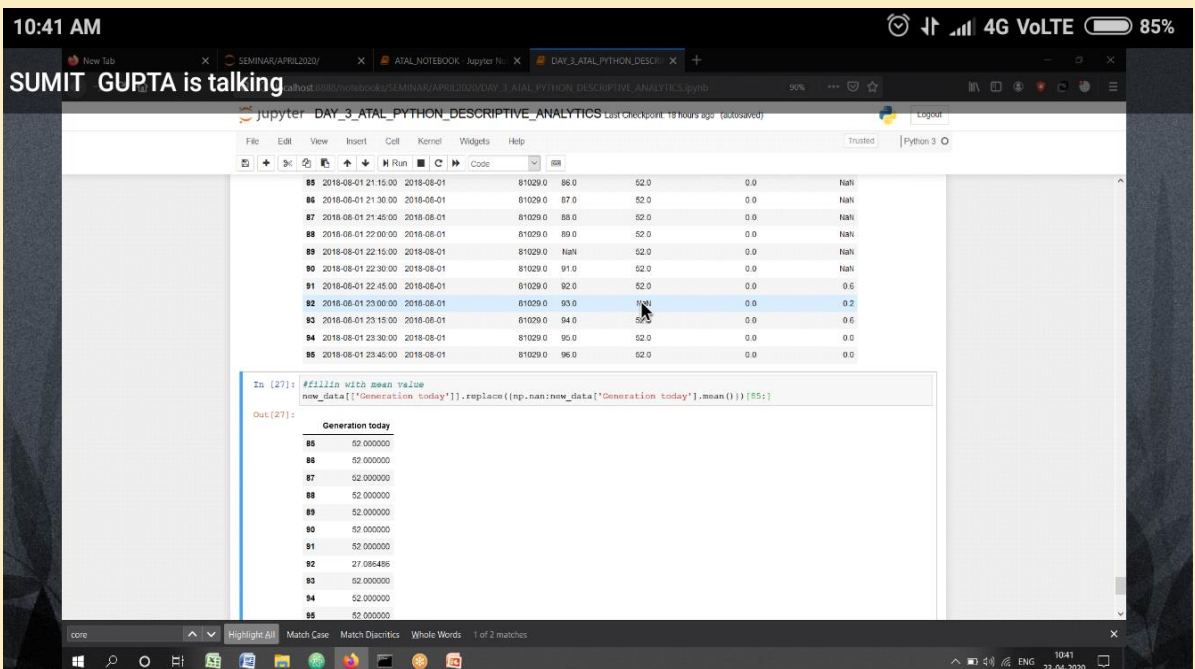 10:41 AM 4G VoLTE 85%
New Tab SEMINAR/APRIL2020/ ATAL_NOTEBOOK - Jupyter No DAY_3_ATAL_PYTHON_DESCRI
SUMIT GUPTA is talking
calhost:8888/notebooks/SEMINAR/APRIL2020/DAY_3_ATAL_PYTHON_DESCRIPTIVE_ANALYTICS.ipynb 90%
jupyter DAY_3_ATAL_PYTHON_DESCRIPTIVE_ANALYTICS Last Checkpoint: 18 hours ago (autosaved) Logout
File Edit View Insert Cell Kernel Widgets Help Trusted Python 3
Run Code
85 2018-08-01 21:15:00 2018-08-01 81029.0 86.0 52.0 0.0 NaN
86 2018-08-01 21:30:00 2018-08-01 81029.0 87.0 52.0 0.0 NaN
87 2018-08-01 21:45:00 2018-08-01 81029.0 88.0 52.0 0.0 NaN
88 2018-08-01 22:00:00 2018-08-01 81029.0 89.0 52.0 0.0 NaN
89 2018-08-01 22:15:00 2018-08-01 81029.0 NaN 52.0 0.0 NaN
90 2018-08-01 22:30:00 2018-08-01 81029.0 91.0 52.0 0.0 NaN
91 2018-08-01 22:45:00 2018-08-01 81029.0 92.0 52.0 0.0 0.6
92 2018-08-01 23:00:00 2018-08-01 81029.0 93.0 NaN 0.0 0.2
93 2018-08-01 23:15:00 2018-08-01 81029.0 94.0 52.0 0.0 0.6
94 2018-08-01 23:30:00 2018-08-01 81029.0 95.0 52.0 0.0 0.0
95 2018-08-01 23:45:00 2018-08-01 81029.0 96.0 52.0 0.0 0.0
In [27]: #fillin with mean value
new_data[['Generation today']].replace({np.nan:new_data['Generation today'].mean()})[85:]
Out[27]:
Generation today
85 52.000000
86 52.000000
87 52.000000
88 52.000000
89 52.000000
90 52.000000
91 52.000000
92 27.086486
93 52.000000
94 52.000000
95 52.000000
core Highlight All Match Case Match Diacritics Whole Words 1 of 2 matches
ENG 10:41
23-04-2020